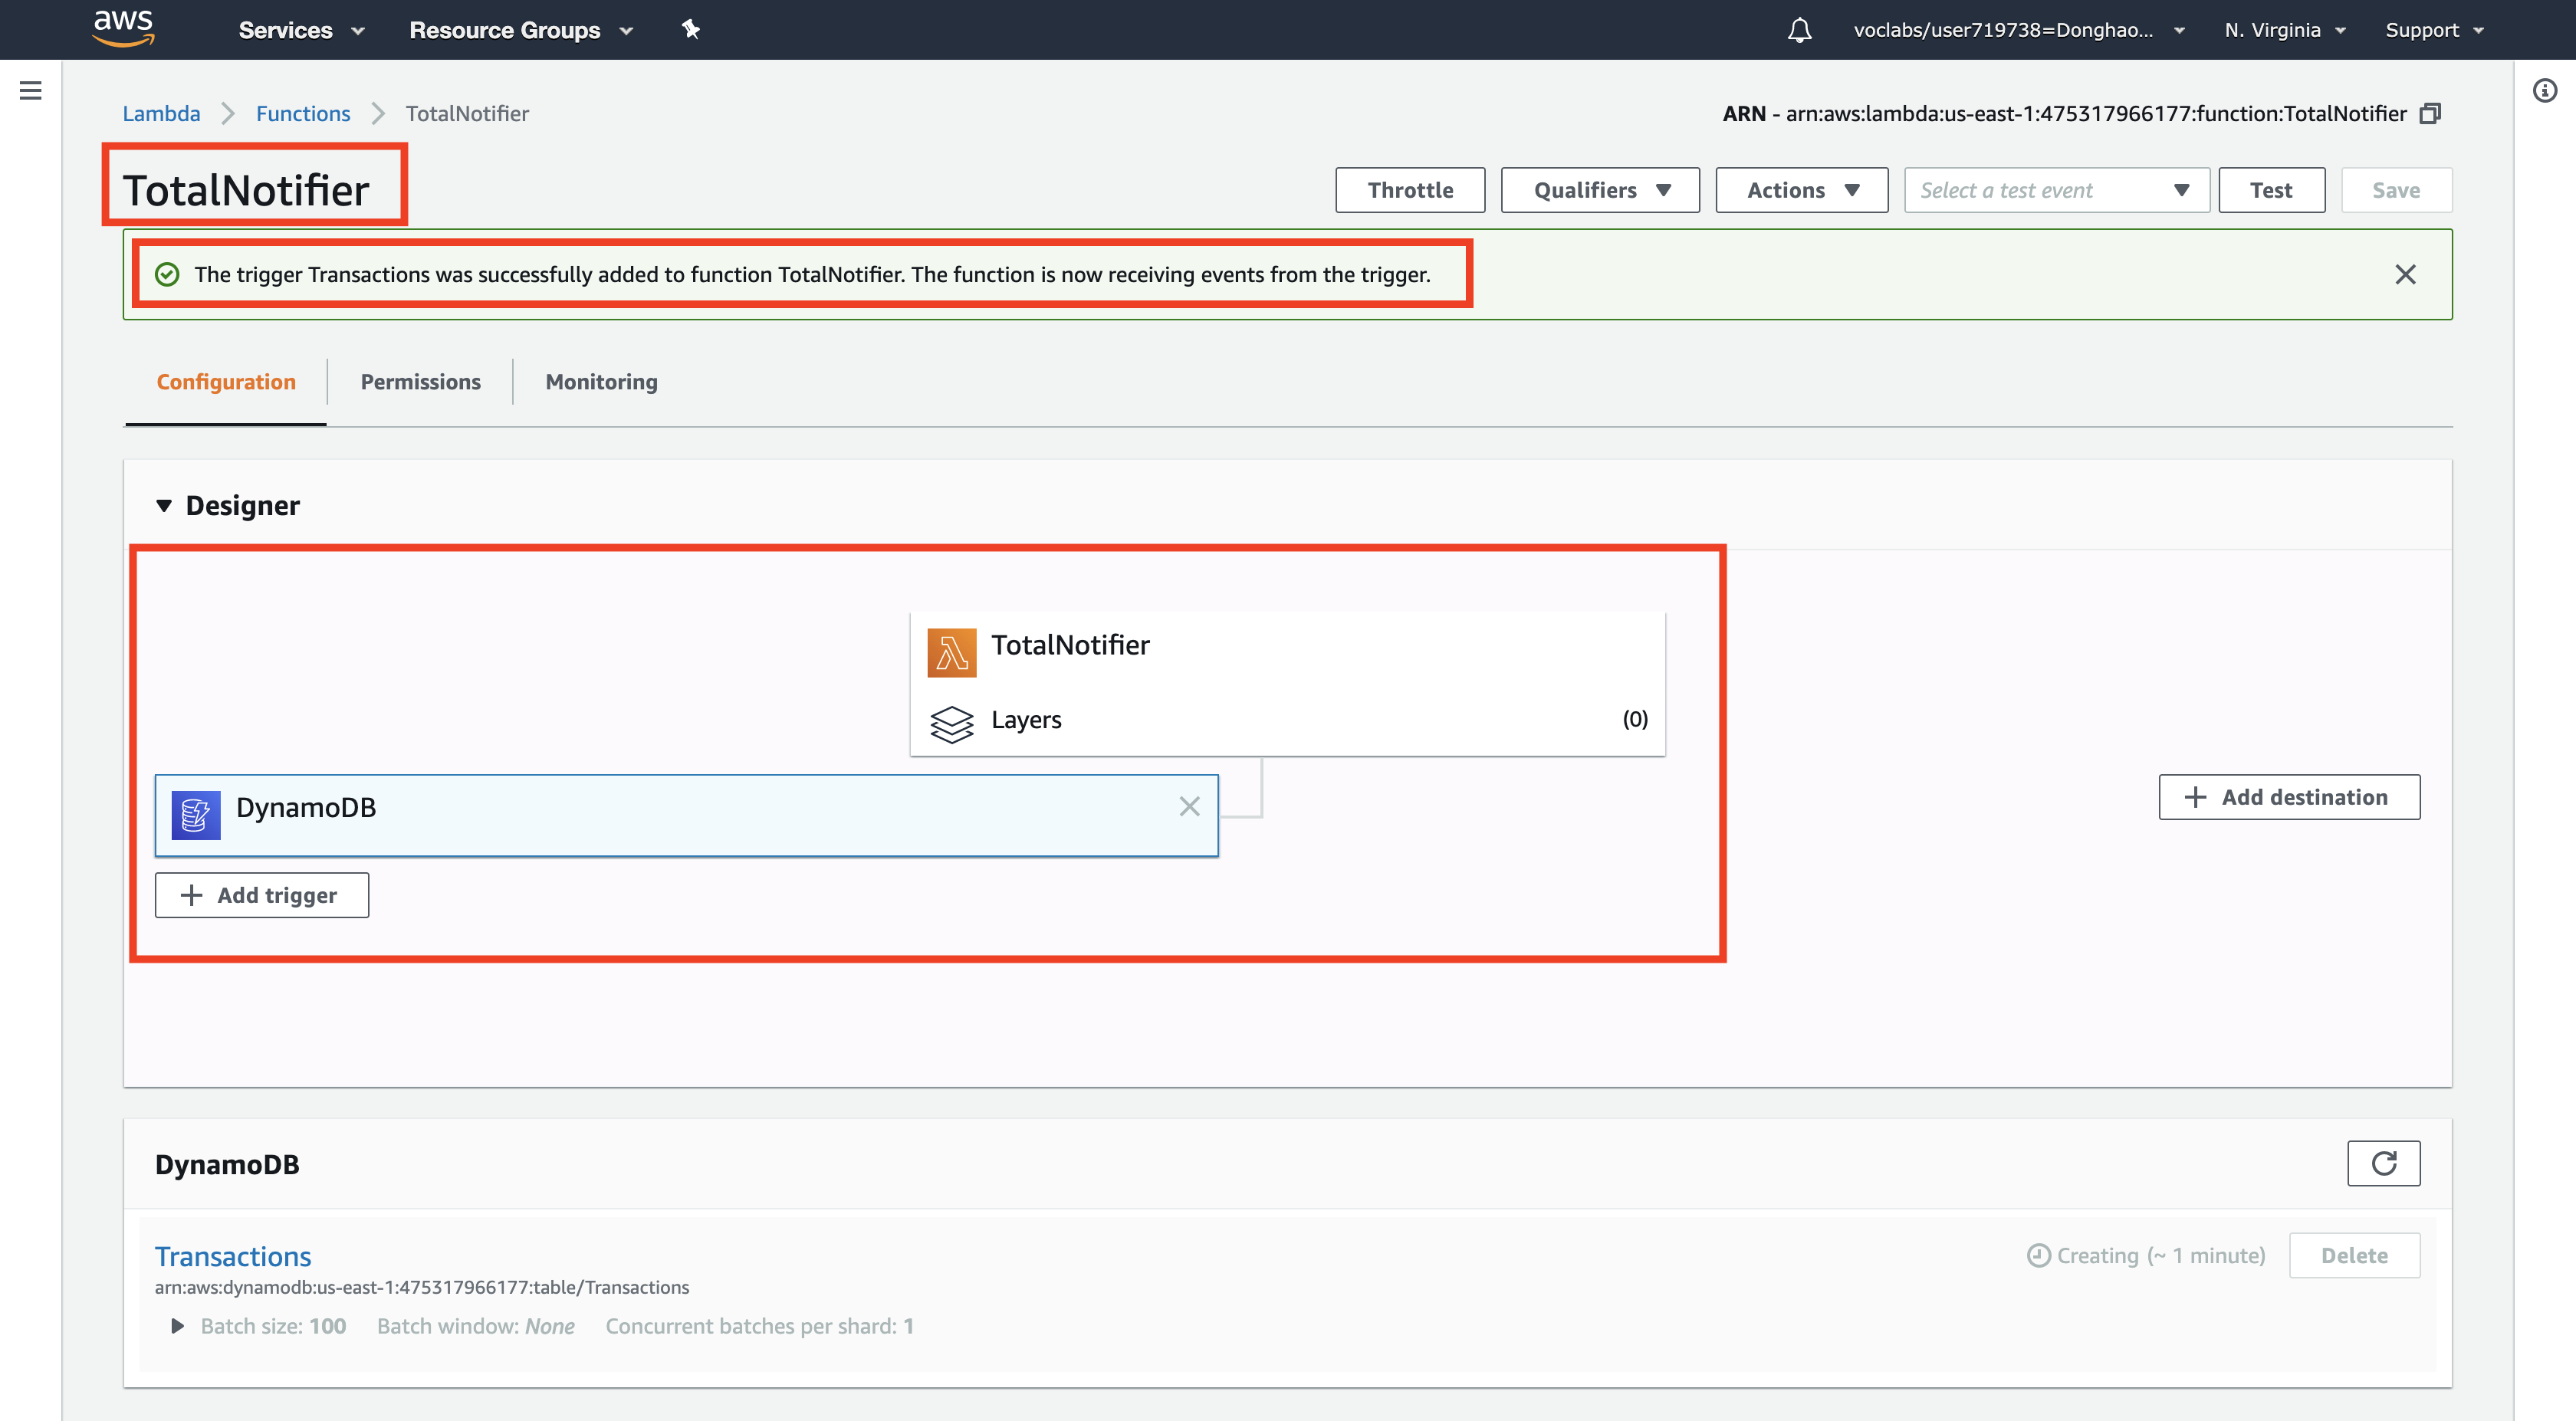 aws Services Resource Groups voclabs/user719738=Donghao... N. Virginia Support
Lambda Functions TotalNotifier
ARN - arn:aws:lambda:us-east-1:475317966177:function:TotalNotifier
TotalNotifier
Throttle Qualifiers Actions Select a test event Test Save
The trigger Transactions was successfully added to function TotalNotifier. The function is now receiving events from the trigger.
Configuration Permissions Monitoring
Designer
TotalNotifier
Layers (0)
DynamoDB
+ Add trigger
+ Add destination
DynamoDB
Transactions
Creating (~ 1 minute) Delete
arn:aws:dynamodb:us-east-1:475317966177:table/Transactions
Batch size: 100 Batch window: None Concurrent batches per shard: 1